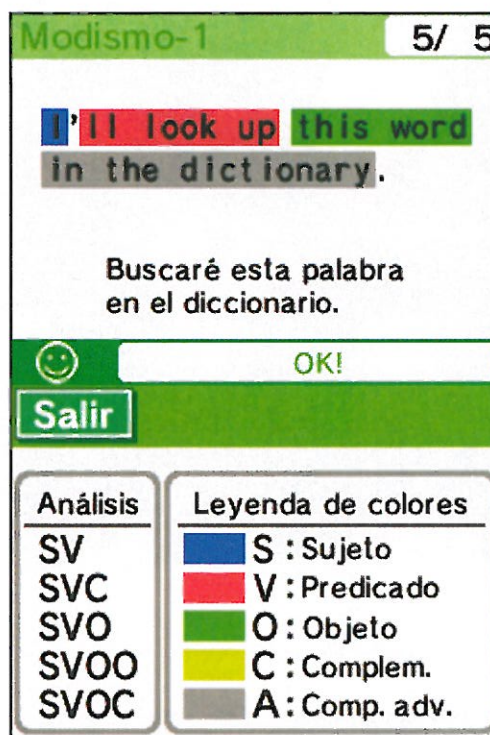 Modismo-1 5/ 5
I'll look up this word
in the dictionary.
Buscaré esta palabra
en el diccionario.
OK!
Salir
Análisis
SV
SVC
SVO
SVOO
SVOC
Leyenda de colores
S : Sujeto
V : Predicado
O : Objeto
C : Complem.
A : Comp. adv.